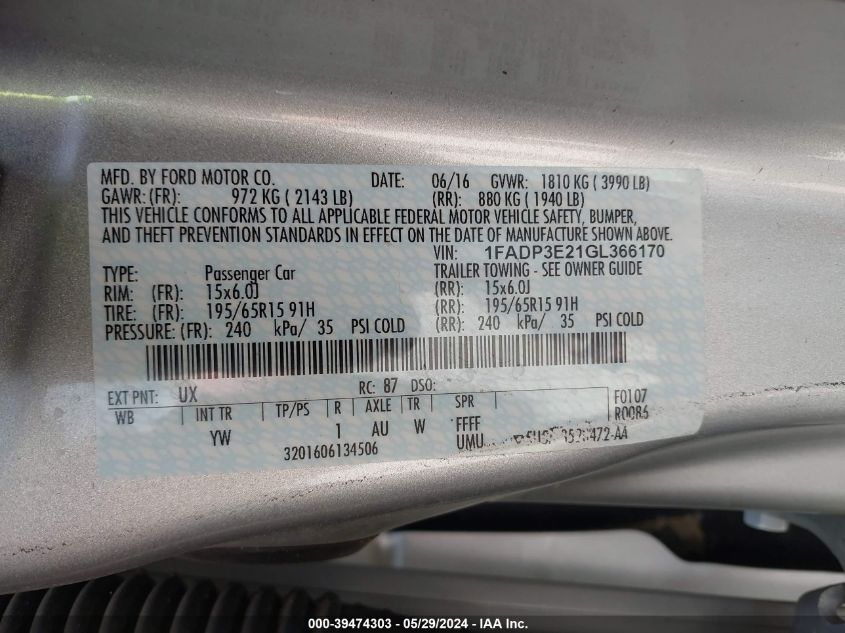 MFD. BY FORD MOTOR CO. DATE: 06/16 GVWR: 1810 KG ( 3990 LB)
GAWR: (FR): 972 KG ( 2143 LB) (RR): 880 KG ( 1940 LB)
THIS VEHICLE CONFORMS TO ALL APPLICABLE FEDERAL MOTOR VEHICLE SAFETY, BUMPER,
AND THEFT PREVENTION STANDARDS IN EFFECT ON THE DATE OF MANUFACTURE SHOWN ABOVE.
VIN: 1FADP3E21GL366170
TYPE: Passenger Car TRAILER TOWING - SEE OWNER GUIDE
RIM: (FR): 15x6.0J (RR): 15x6.0J
TIRE: (FR): 195/65R15 91H (RR): 195/65R15 91H
PRESSURE: (FR): 240 kPa/ 35 PSI COLD (RR): 240 kPa/ 35 PSI COLD
EXT PNT: UX RC: 87 DSO: F0107
WB INT TR TP/PS R AXLE TR SPR R0086
YW 1 AU W FFFF
3201606134506 UMU
000-39474303 - 05/29/2024 - IAA Inc.